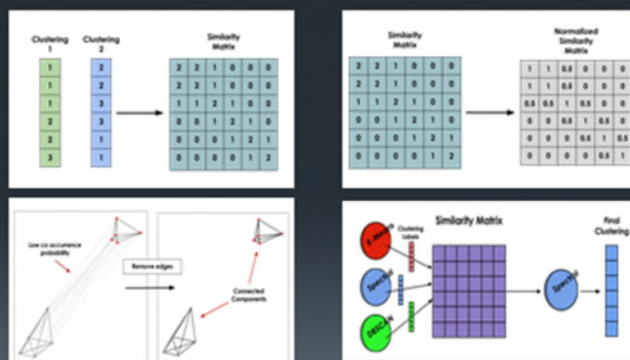 Clustering
1
Clustering
2
Similarity
Matrix
1 2 2 2 1 0 0 0
1 2 2 2 1 0 0 0
1 3 1 1 2 1 0 0
2 3 0 0 1 2 1 0
2 1 0 0 0 1 2 1
3 1 0 0 0 0 1 2
Similarity
Matrix
Normalized
Similarity
Matrix
2 2 1 0 0 0
2 2 1 0 0 0
1 1 2 1 0 0
0 0 1 2 1 0
0 0 0 1 2 1
0 0 0 0 1 2
1 1 0.5 0 0 0
1 1 0.5 0 0 0
0.5 0.5 1 0.5 0 0
0 0 0.5 1 0.5 0
0 0 0 0.5 1 0.5
0 0 0 0 0.5 1
Low co occurrence
probability
Remove edges
Connected
Components
Similarity Matrix
Clustering
Labels
Final
Clustering
K-Means
Spectral
DBSCAN
Spectral